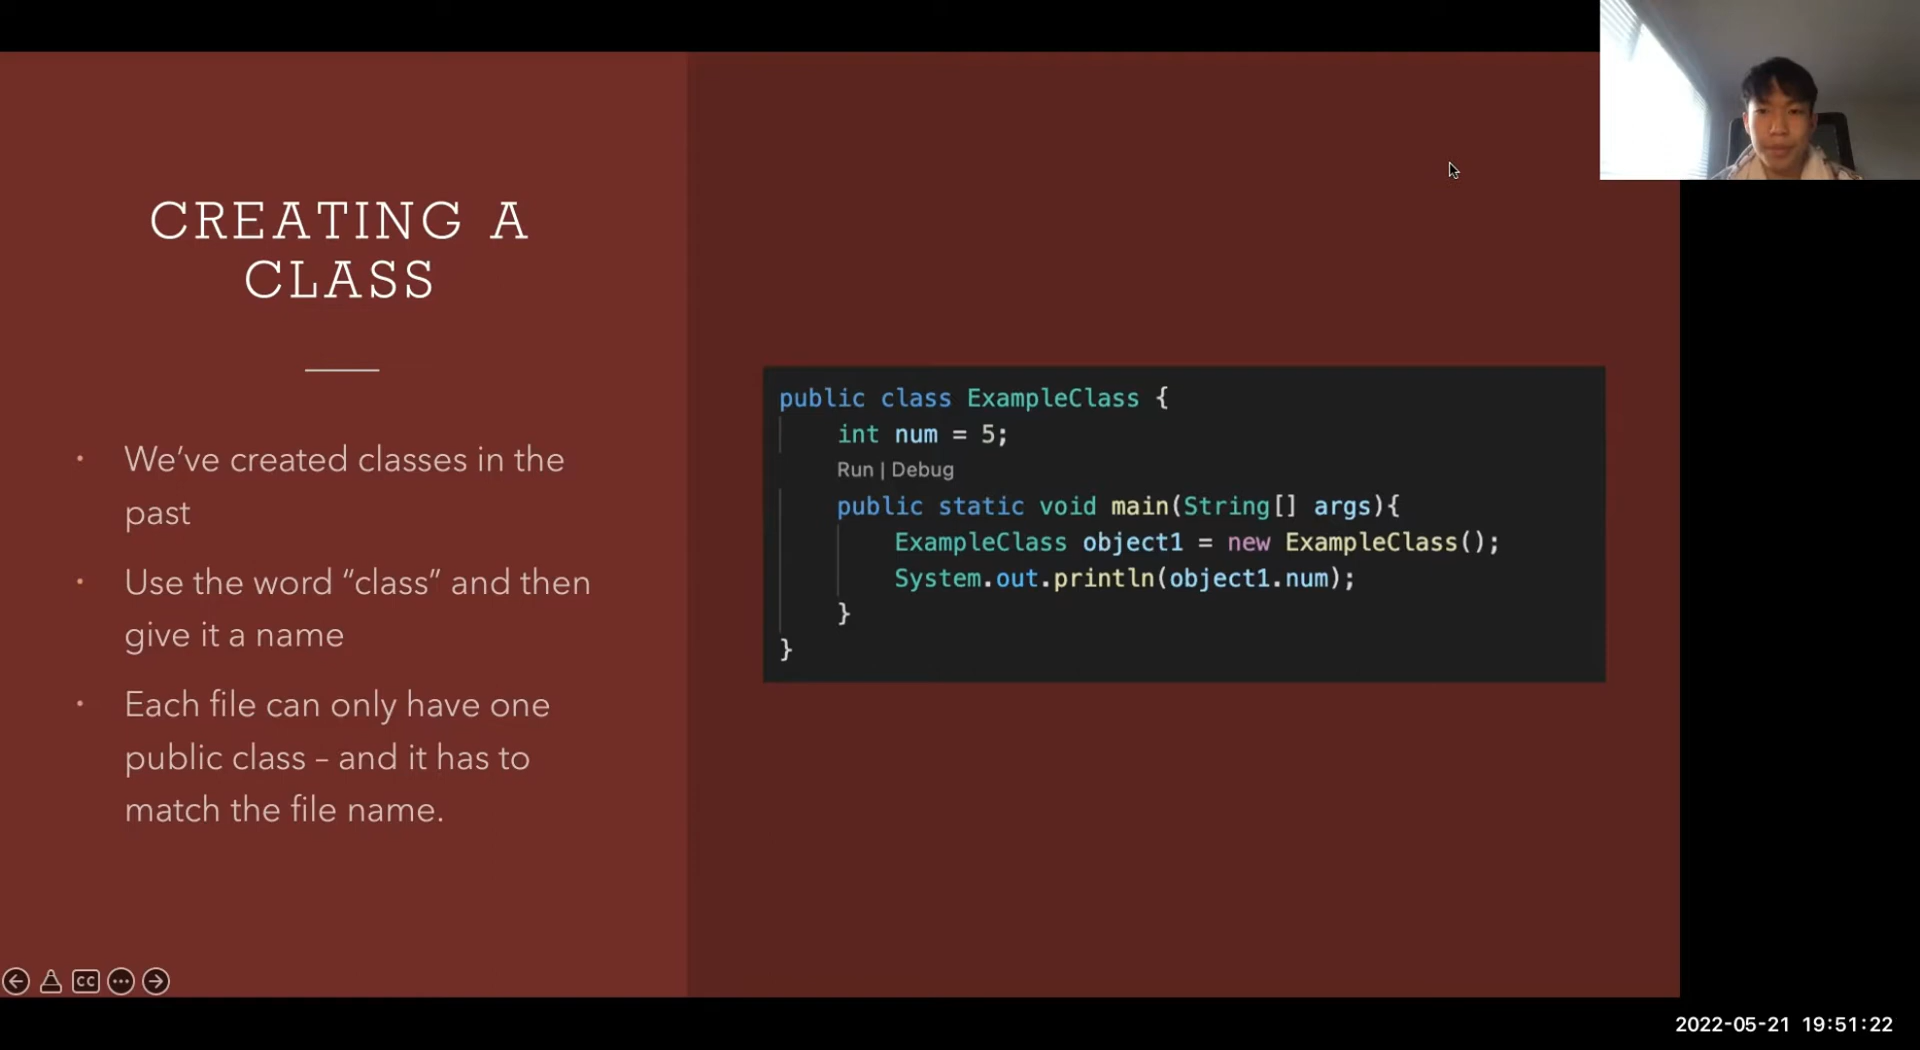 CREATING A
CLASS
• We’ve created classes in the
past
• Use the word “class” and then
give it a name
• Each file can only have one
public class – and it has to
match the file name.
public class ExampleClass {
int num = 5;
Run | Debug
public static void main(String[] args){
ExampleClass object1 = new ExampleClass();
System.out.println(object1.num);
}
}
CC
2022-05-21 19:51:22